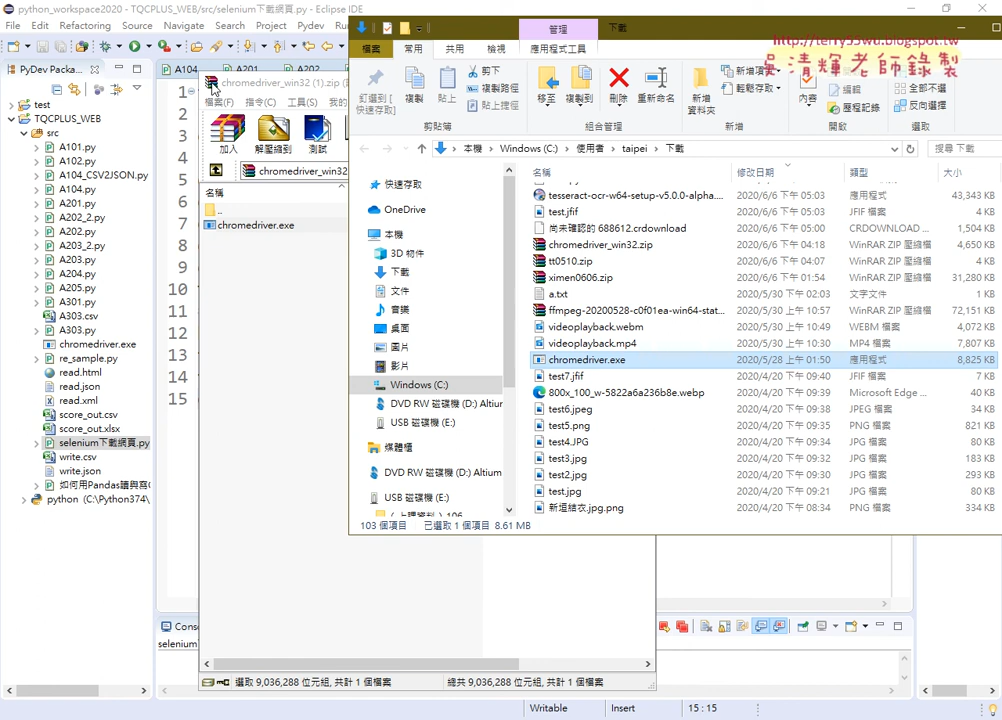 python_workspace2020 - TQCPLUS_WEB/src/selenium下載網頁.py - Eclipse IDE
File Edit Refactoring Source Navigate Search Project Pydev Ru
PyDev Packa...
test
TQCPLUS_WEB
src
A101.py
A102.py
A104_CSV2JSON.py
A104.py
A201.py
A202_2.py
A202.py
A203_2.py
A203.py
A204.py
A205.py
A301.py
A303.csv
A303.py
chromedriver.exe
re_sample.py
read.html
read.json
read.xml
score_out.csv
score_out.xlsx
selenium下載網頁.py
write.csv
write.json
如何用Pandas讀與寫C
python (C:\Python374\
A104
A201
A202
1
2
3
4
5
6
7
8
9
10
11
12
13
14
15
Conso
selenium
chromedriver_win32 (1).zip
檔案(F) 指令(C) 工具(S) 我的
加入 解壓縮到 測試
chromedriver_win32
名稱
..
chromedriver.exe
選取 9,036,288 位元組, 共計 1 個檔案
總共 9,036,288 位元組, 共計 1 個檔案
管理
下載
檔案 常用 共用 檢視 應用程式工具
http://terry55wu.blogspot.tw
吳清輝老師錄製
釘選到 [快速存取]
複製
貼上
剪下
複製路徑
貼上捷徑
剪貼簿
移至 複製到 刪除 重新命名
組合管理
新增資料夾
新增項目
輕鬆存取
新增
內容
編輯
歷程記錄
開啟
全部不選
反向選取
選取
本機 > Windows (C:) > 使用者 > taipei > 下載
搜尋 下載
快速存取
OneDrive
本機
3D 物件
下載
文件
音樂
桌面
圖片
影片
Windows (C:)
DVD RW 磁碟機 (D:) Altium
USB 磁碟機 (E:)
媒體櫃
DVD RW 磁碟機 (D:) Altium
USB 磁碟機 (E:)
名稱 修改日期 類型 大小
tesseract-ocr-w64-setup-v5.0.0-alpha.... 2020/6/6 下午 05:03 應用程式 43,343 KB
test.jfif 2020/6/6 下午 05:03 JFIF 檔案 4 KB
尚未確認的 688612.crdownload 2020/6/6 下午 05:00 CRDOWNLOAD ...
chromedriver_win32.zip 2020/6/6 下午 04:18 WinRAR ZIP 壓縮檔 4,650 KB
tt0510.zip 2020/6/6 下午 04:07 WinRAR ZIP 壓縮檔
ximen0606.zip 2020/6/6 下午 01:54 WinRAR ZIP 壓縮檔 31,280 KB
a.txt 2020/5/30 下午 02:03 文字文件 1 KB
ffmpeg-20200528-c0f01ea-win64-stat... 2020/5/30 上午 10:57 WinRAR ZIP 壓縮檔 72,151 KB
videoplayback.webm 2020/5/30 上午 10:49 WEBM 檔案 4,072 KB
videoplayback.mp4 2020/5/30 上午 10:43 MP4 檔案 7,807 KB
chromedriver.exe 2020/5/28 上午 01:50 應用程式 8,825 KB
test7.jfif 2020/4/20 下午 09:40 JFIF 檔案 7 KB
800x_100_w-5822a6a236b8e.webp 2020/4/20 下午 09:39 Microsoft Edge ... 40 KB
test6.jpeg 2020/4/20 下午 09:38 JPEG 檔案 34 KB
test5.png 2020/4/20 下午 09:35 PNG 檔案 821 KB
test4.JPG 2020/4/20 下午 09:34 JPG 檔案 80 KB
test3.jpg 2020/4/20 下午 09:32 JPG 檔案 183 KB
test2.jpg 2020/4/20 下午 09:30 JPG 檔案 242 KB
test.jpg 2020/4/20 下午 09:21 JPG 檔案 80 KB
新垣結衣.jpg.png 2020/4/20 下午 08:34 PNG 檔案 334 KB
103 個項目 已選取 1 個項目 8.61 MB
Writable Insert 15 : 15